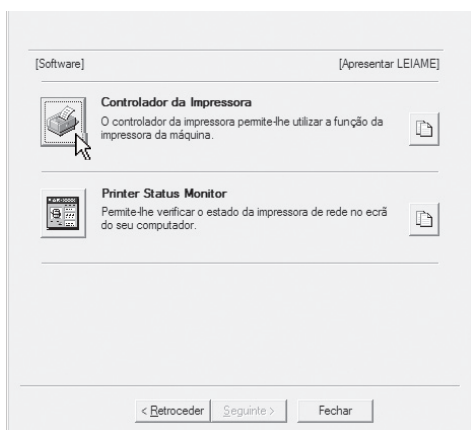 [Software] [Apresentar LEIAME]
Controlador da Impressora
O controlador da impressora permite-lhe utilizar a função da
impressora da máquina.
Printer Status Monitor
Permite-lhe verificar o estado da impressora de rede no ecrã
do seu computador.
< Retroceder Seguinte > Fechar